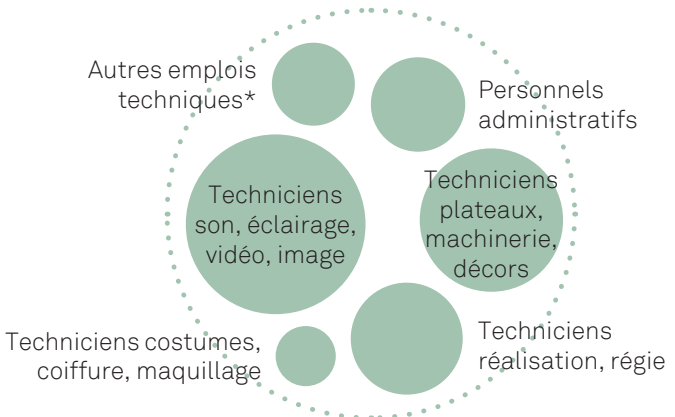 Autres emplois
techniques*
Personnels
administratifs
Techniciens
son, éclairage,
vidéo, image
Techniciens
plateaux,
machinerie,
décors
Techniciens costumes,
coiffure, maquillage
Techniciens
réalisation, régie